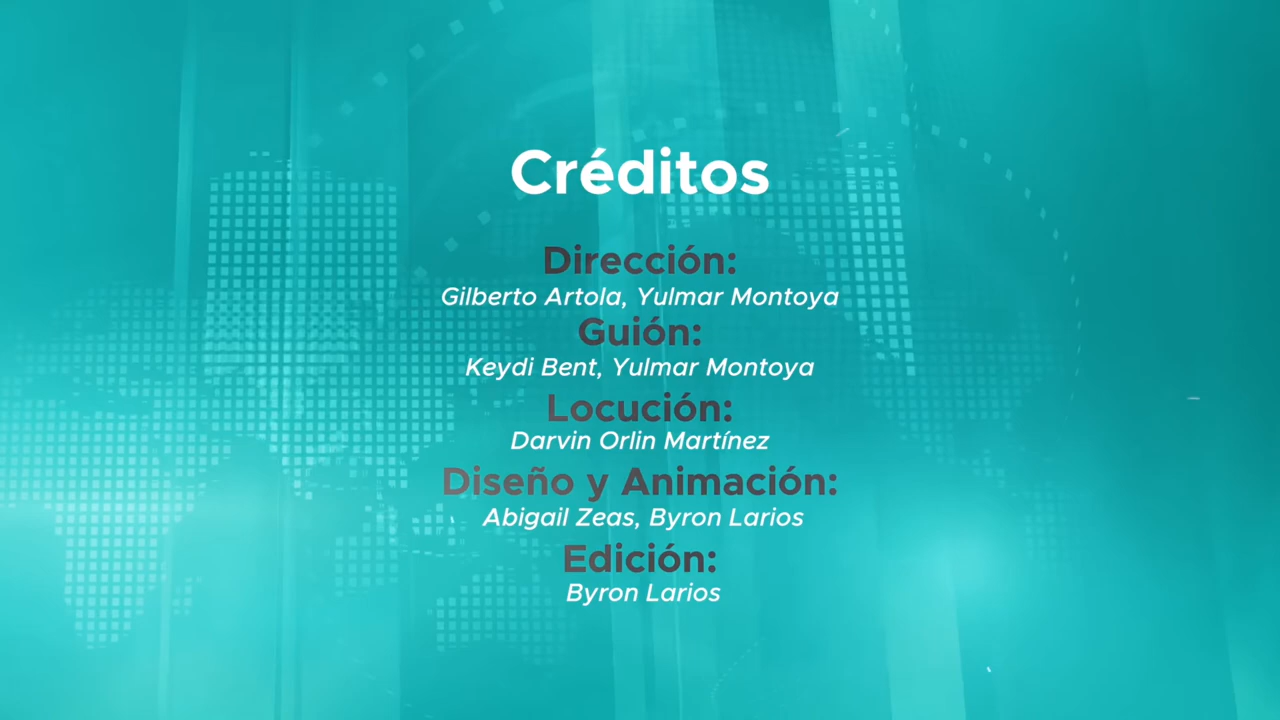 Créditos
Dirección:
Gilberto Artola, Yulmar Montoya
Guión:
Keydi Bent, Yulmar Montoya
Locución:
Darvin Orlin Martínez
Diseño y Animación:
Abigail Zeas, Byron Larios
Edición:
Byron Larios